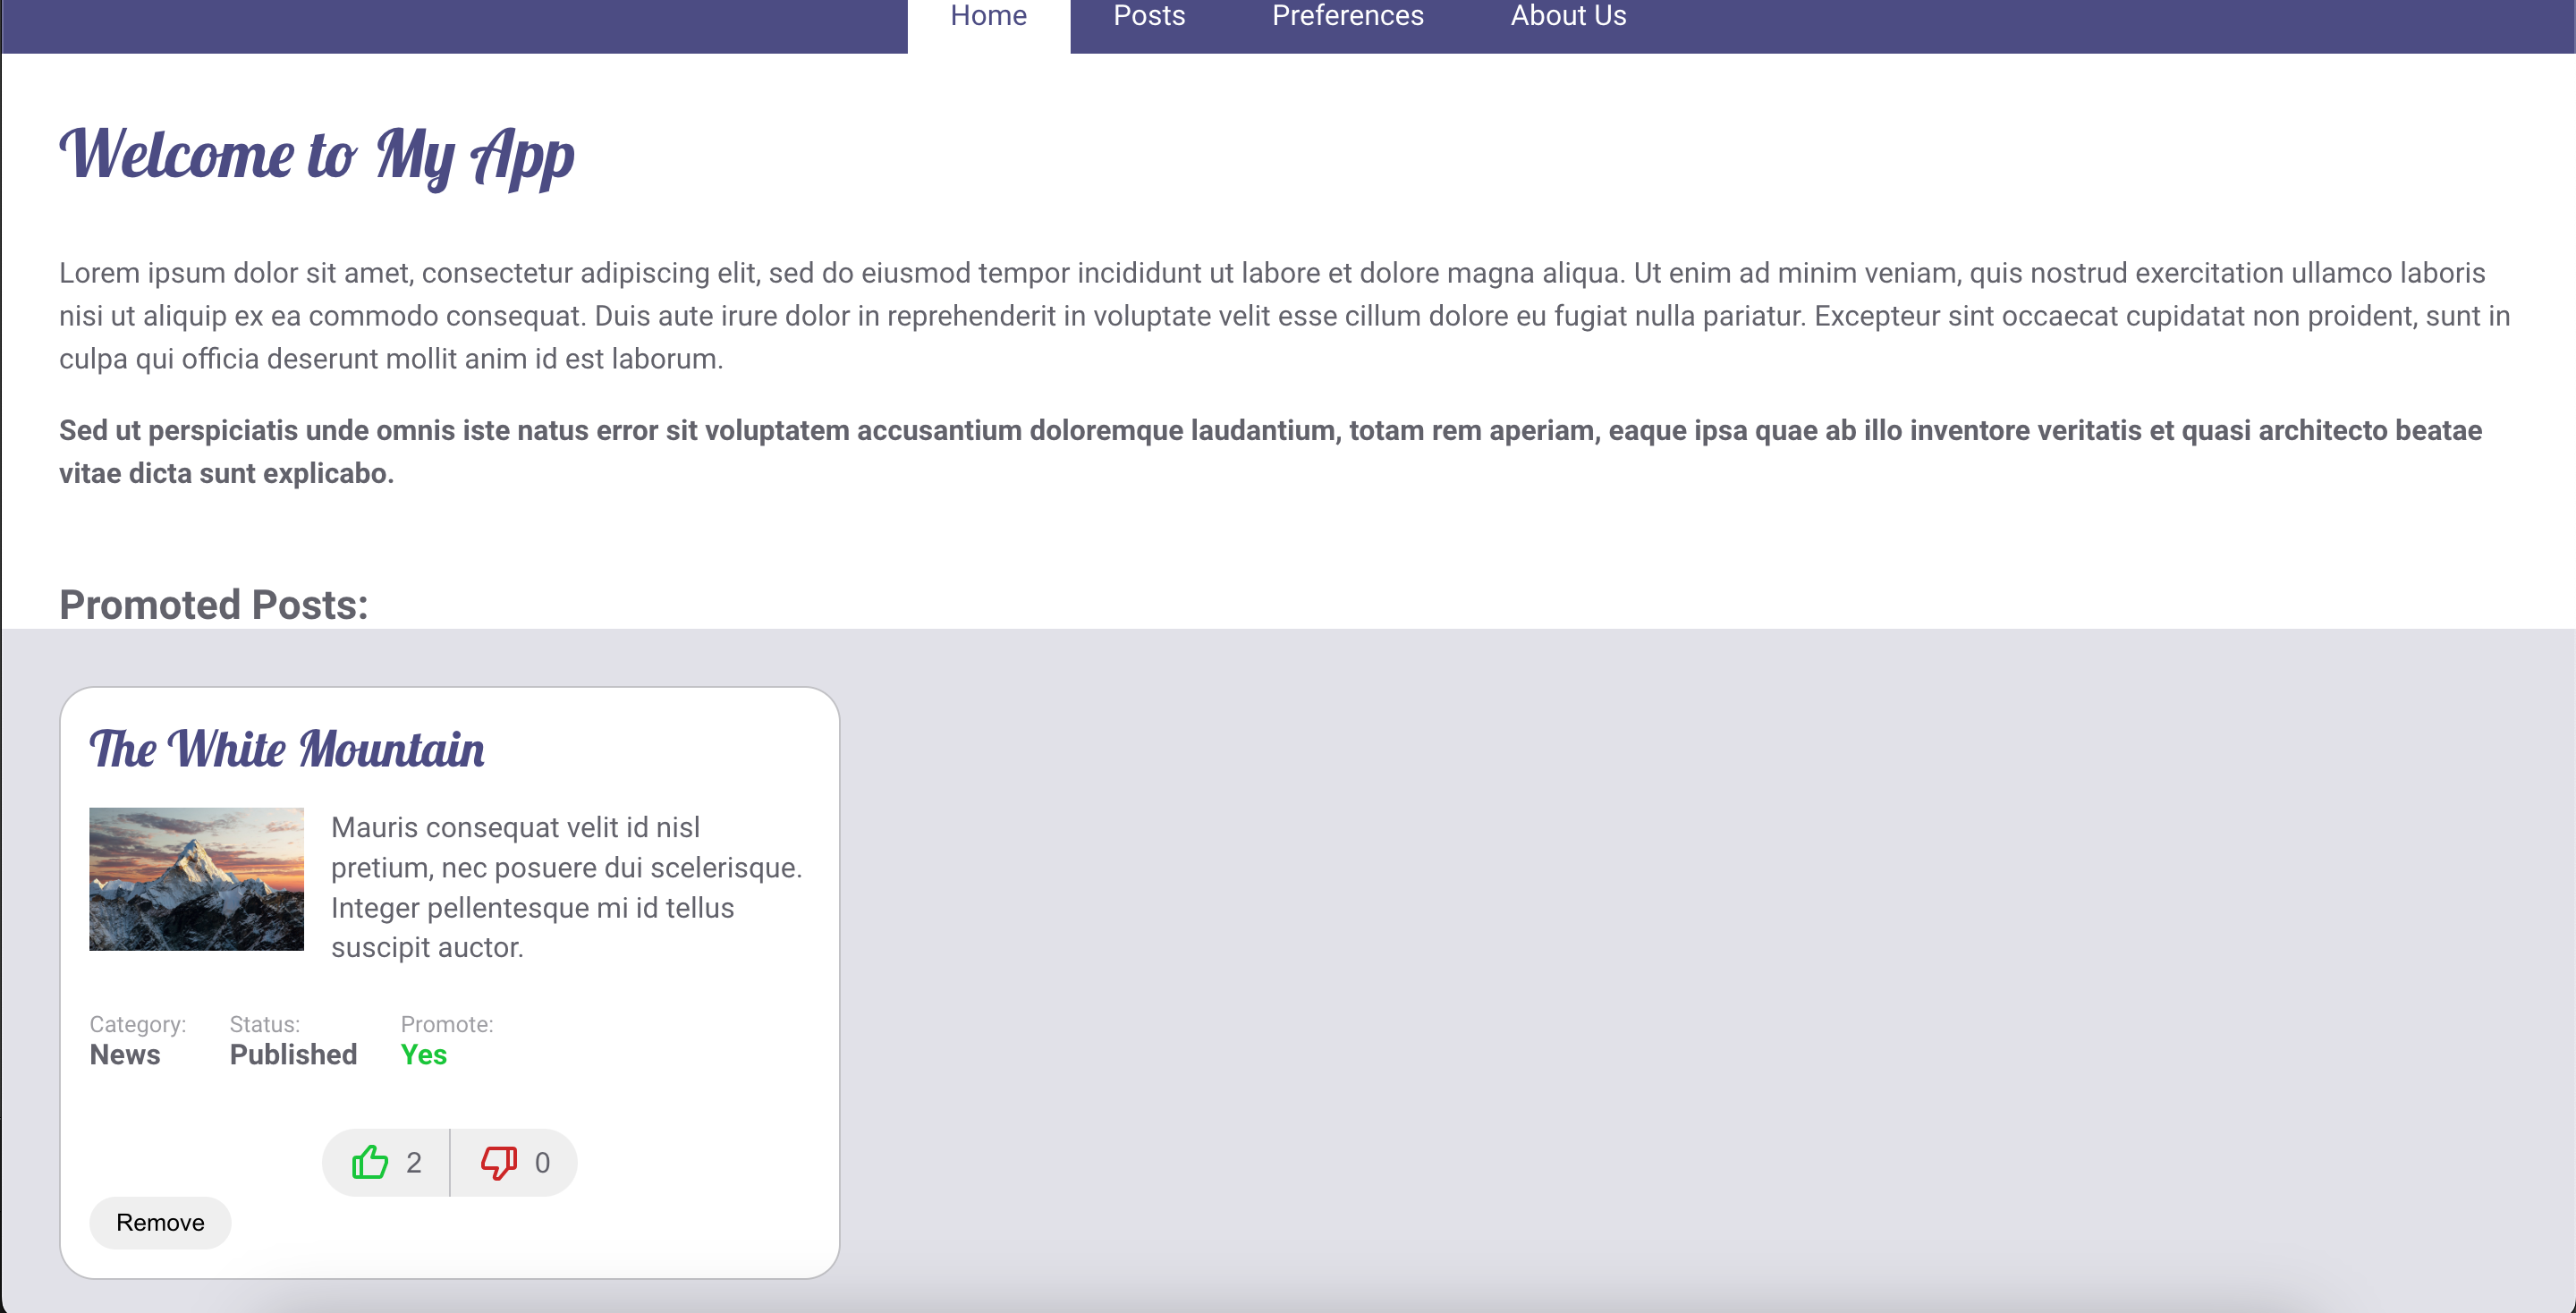 Home Posts Preferences About Us
Welcome to My App
Lorem ipsum dolor sit amet, consectetur adipiscing elit, sed do eiusmod tempor incididunt ut labore et dolore magna aliqua. Ut enim ad minim veniam, quis nostrud exercitation ullamco laboris
nisi ut aliquip ex ea commodo consequat. Duis aute irure dolor in reprehenderit in voluptate velit esse cillum dolore eu fugiat nulla pariatur. Excepteur sint occaecat cupidatat non proident, sunt in
culpa qui officia deserunt mollit anim id est laborum.
Sed ut perspiciatis unde omnis iste natus error sit voluptatem accusantium doloremque laudantium, totam rem aperiam, eaque ipsa quae ab illo inventore veritatis et quasi architecto beatae
vitae dicta sunt explicabo.
Promoted Posts:
The White Mountain
Mauris consequat velit id nisl
pretium, nec posuere dui scelerisque.
Integer pellentesque mi id tellus
suscipit auctor.
Category: Status: Promote:
News Published Yes
2 0
Remove